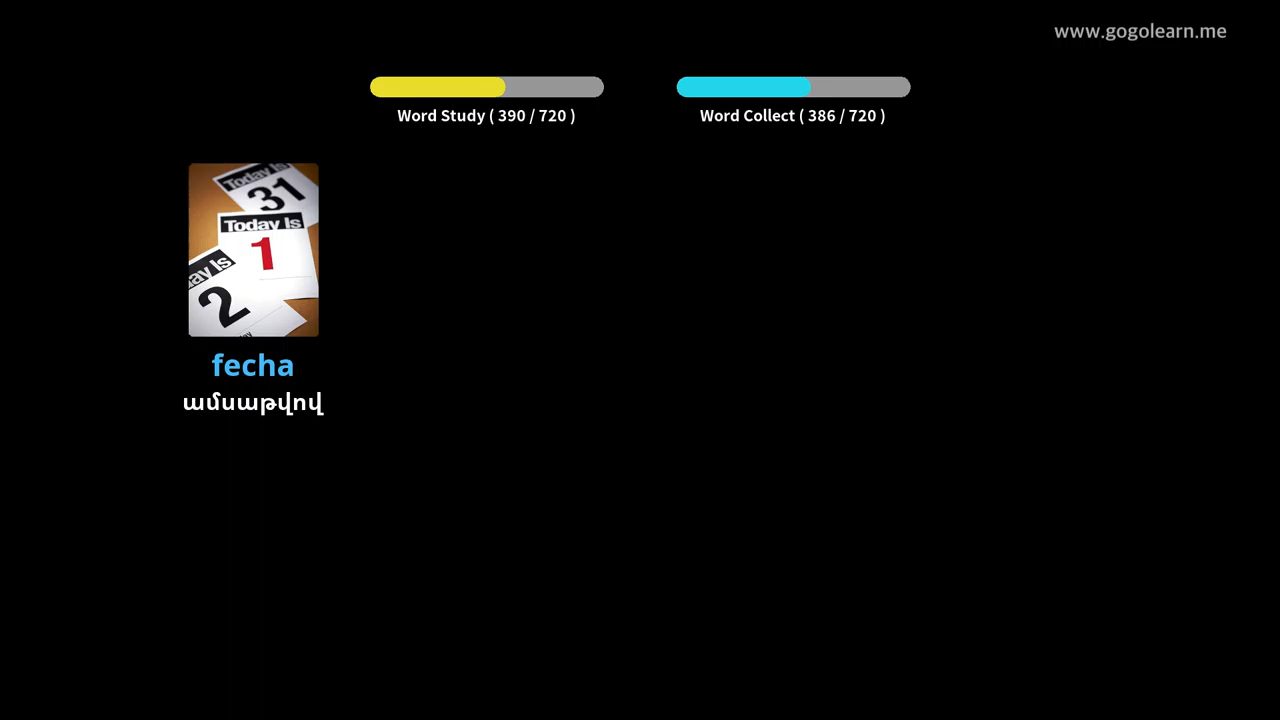 www.gogolearn.me
Word Study ( 390 / 720 )
Word Collect ( 386 / 720 )
Today Is
31
Today Is
1
ay Is
2
fecha
ամսաթվով